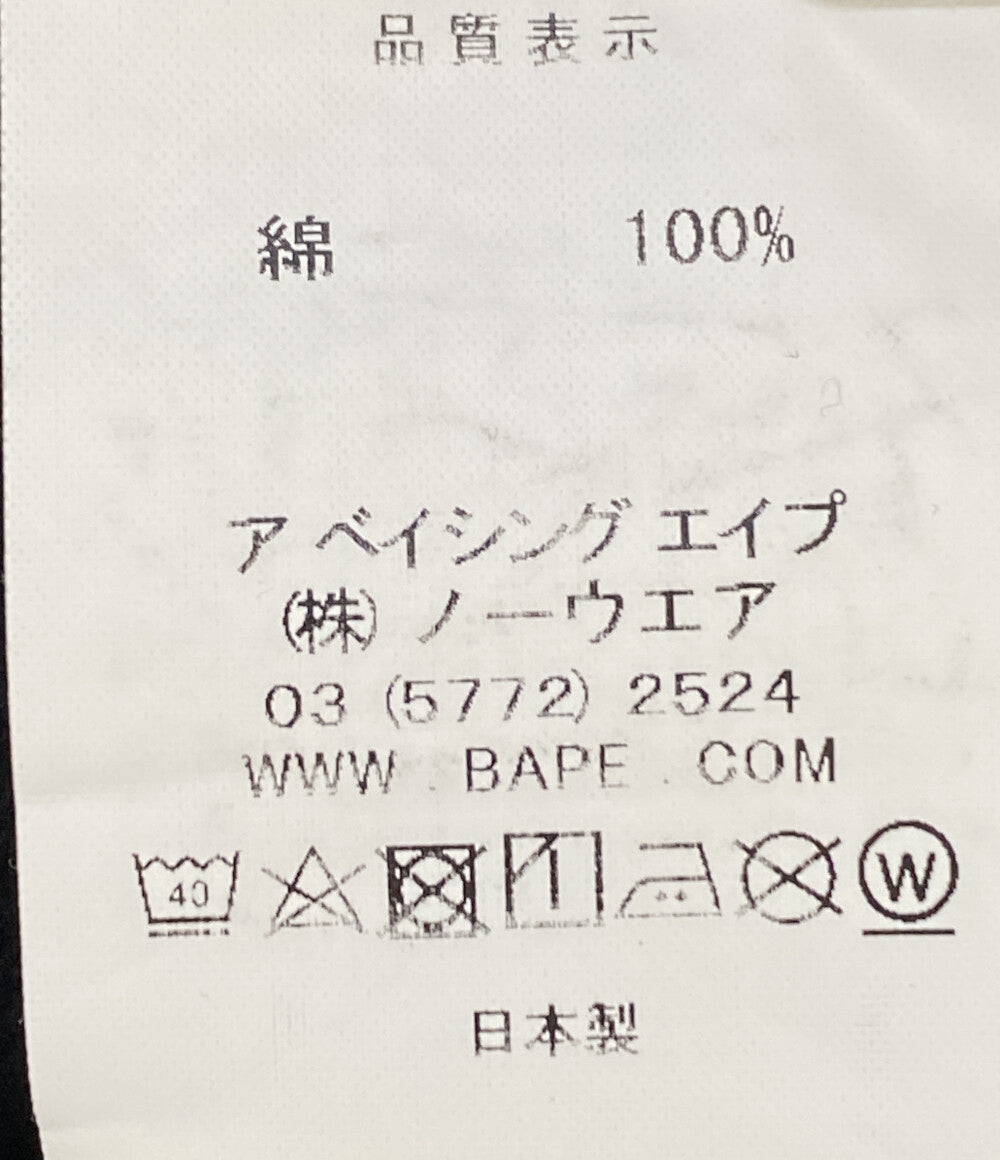 品質表示
綿 100%
ア ベイシング エイプ
(株) ノーウエア
03 (5772) 2524
WWW . BAPE . COM
40
W
日本製